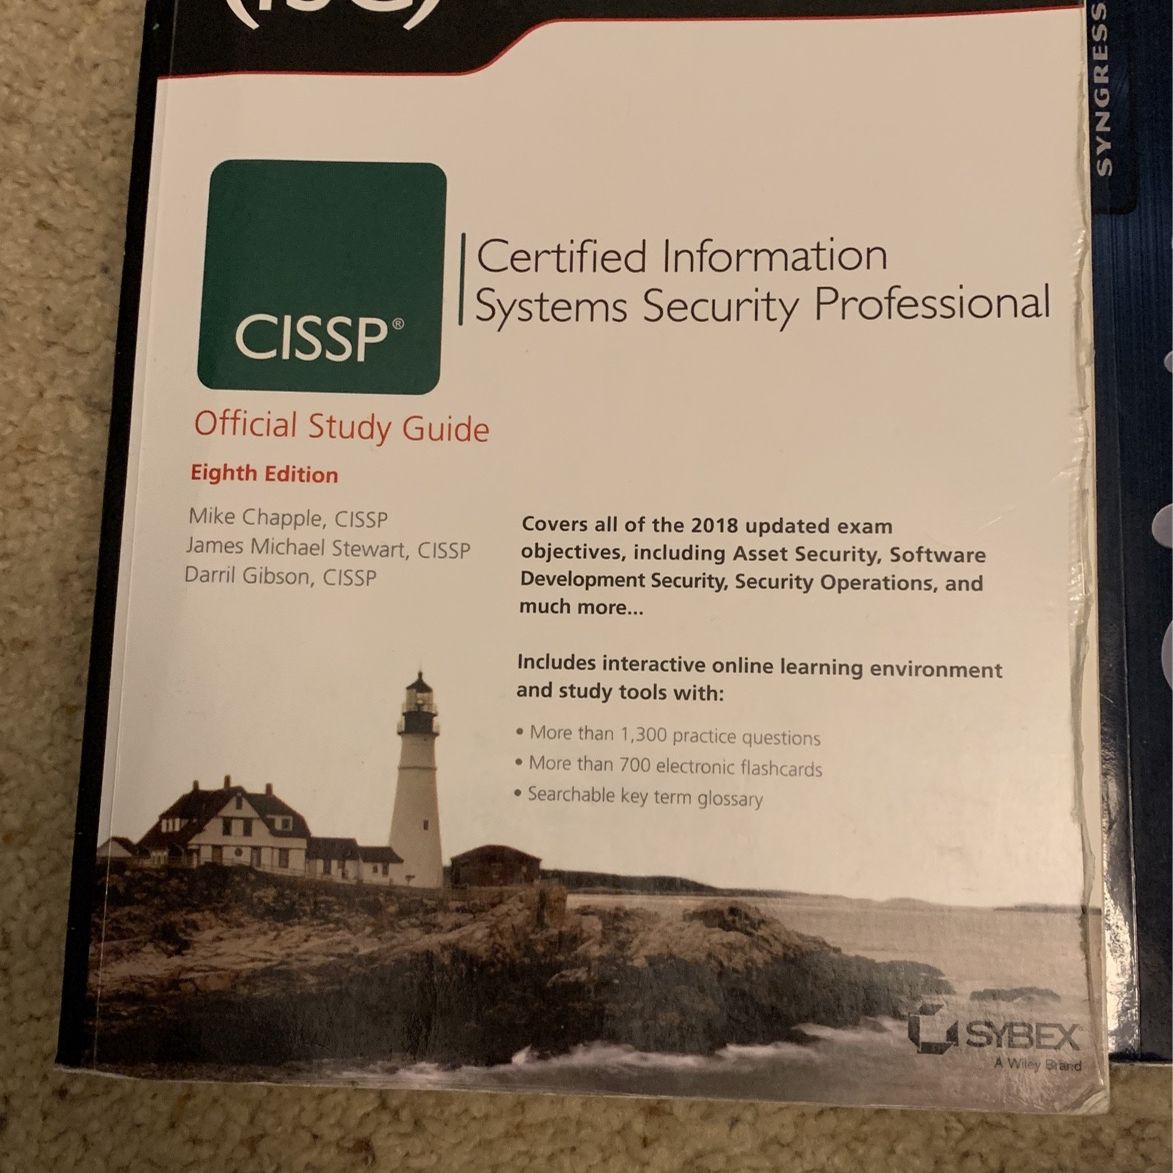 (ISC)
CISSP®
Certified Information
Systems Security Professional
Official Study Guide
Eighth Edition
Mike Chapple, CISSP
James Michael Stewart, CISSP
Darril Gibson, CISSP
Covers all of the 2018 updated exam
objectives, including Asset Security, Software
Development Security, Security Operations, and
much more...
Includes interactive online learning environment
and study tools with:
• More than 1,300 practice questions
• More than 700 electronic flashcards
• Searchable key term glossary
SYBEX
A Wiley Brand
SYNGRESS